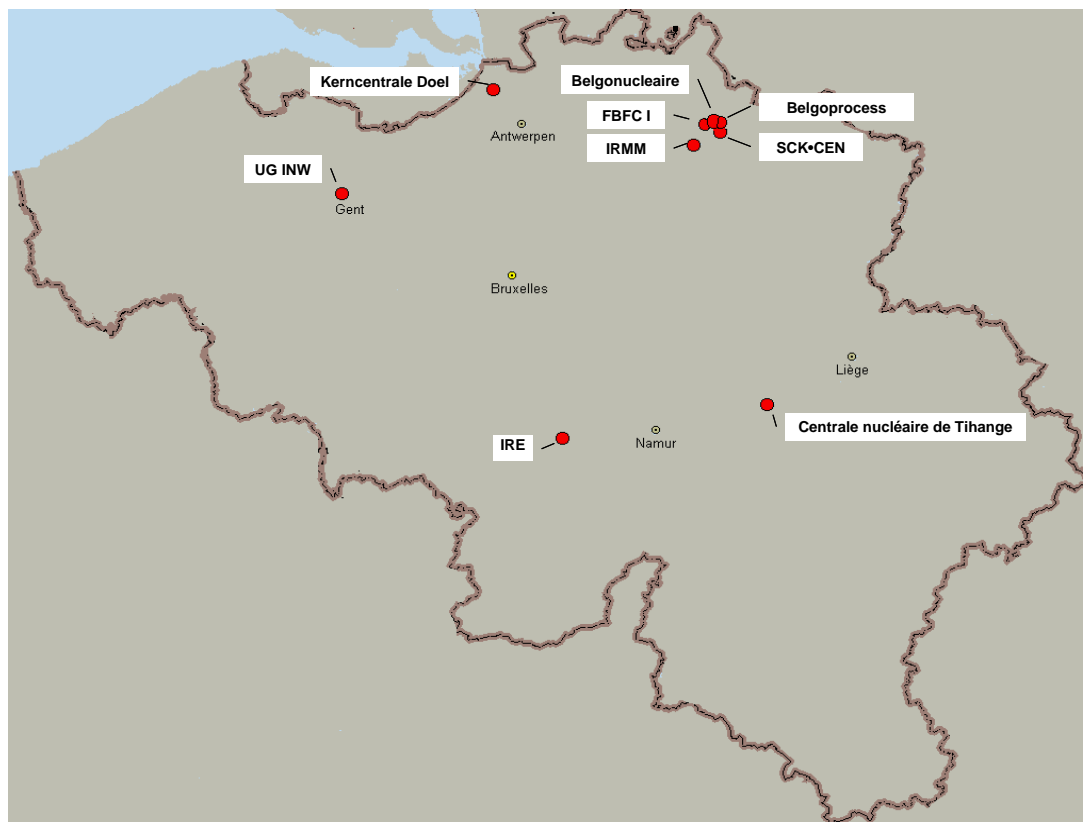 Kerncentrale Doel
Belgonucleaire
Belgoprocess
FBFC I
Antwerpen
IRMM
SCK•CEN
UG INW
Gent
Bruxelles
Liège
Centrale nucléaire de Tihange
IRE
Namur